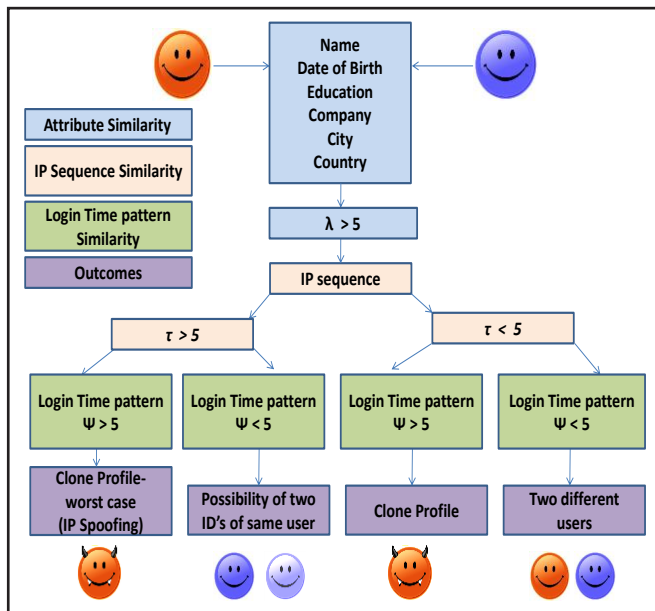 Name
Date of Birth
Education
Company
City
Country
Attribute Similarity
IP Sequence Similarity
Login Time pattern
Similarity
Outcomes
λ > 5
IP sequence
τ > 5
τ < 5
Login Time pattern
Ψ > 5
Login Time pattern
Ψ < 5
Login Time pattern
Ψ > 5
Login Time pattern
Ψ < 5
Clone Profile-
worst case
(IP Spoofing)
Possibility of two
ID's of same user
Clone Profile
Two different
users